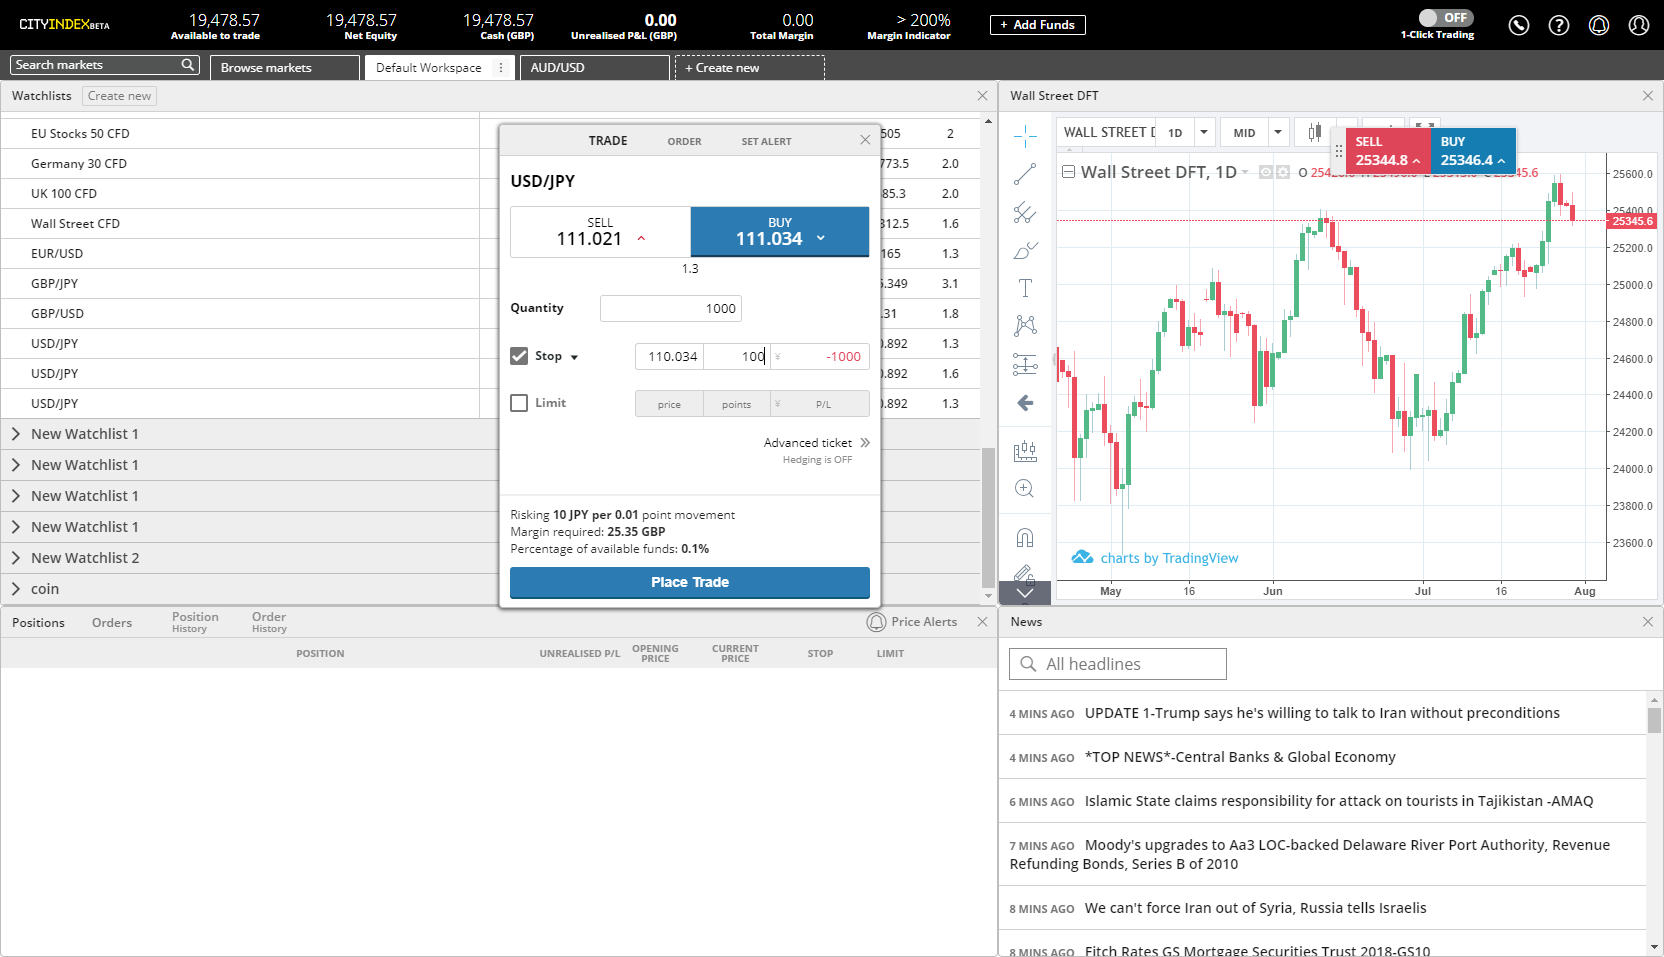 CITYINDEX BETA
19,478.57
Available to trade
19,478.57
Net Equity
19,478.57
Cash (GBP)
0.00
Unrealised P&L (GBP)
0.00
Total Margin
> 200%
Margin Indicator
+ Add Funds
OFF
1-Click Trading
Search markets
Browse markets
Default Workspace
AUD/USD
+ Create new
Watchlists
Create new
EU Stocks 50 CFD 505 2
Germany 30 CFD 773.5 2.0
UK 100 CFD 85.3 2.0
Wall Street CFD 312.5 1.6
EUR/USD 165 1.3
GBP/JPY .349 3.1
GBP/USD .31 1.8
USD/JPY .892 1.3
USD/JPY .892 1.6
USD/JPY .892 1.3
New Watchlist 1
New Watchlist 1
New Watchlist 1
New Watchlist 1
New Watchlist 2
coin
TRADE ORDER SET ALERT
USD/JPY
SELL
111.021
BUY
111.034
1.3
Quantity 1000
Stop 110.034 100 ¥ -1000
Limit price points ¥ P/L
Advanced ticket
Hedging is OFF
Risking 10 JPY per 0.01 point movement
Margin required: 25.35 GBP
Percentage of available funds: 0.1%
Place Trade
Wall Street DFT
WALL STREET D 1D MID
SELL
25344.8
BUY
25346.4
Wall Street DFT, 1D
O
25600.0
25400.0
25345.6
25200.0
25000.0
24800.0
24600.0
24400.0
24200.0
24000.0
23800.0
23600.0
charts by TradingView
May 16 Jun Jul 16 Aug
Positions Orders
Position
History
Order
History
Price Alerts
POSITION
UNREALISED P/L
OPENING
PRICE
CURRENT
PRICE
STOP
LIMIT
News
All headlines
4 MINS AGO UPDATE 1-Trump says he's willing to talk to Iran without preconditions
4 MINS AGO *TOP NEWS*-Central Banks & Global Economy
6 MINS AGO Islamic State claims responsibility for attack on tourists in Tajikistan -AMAQ
7 MINS AGO Moody's upgrades to Aa3 LOC-backed Delaware River Port Authority, Revenue
Refunding Bonds, Series B of 2010
8 MINS AGO We can't force Iran out of Syria, Russia tells Israelis
8 MINS AGO Fitch Rates GS Mortgage Securities Trust 2018-GS10